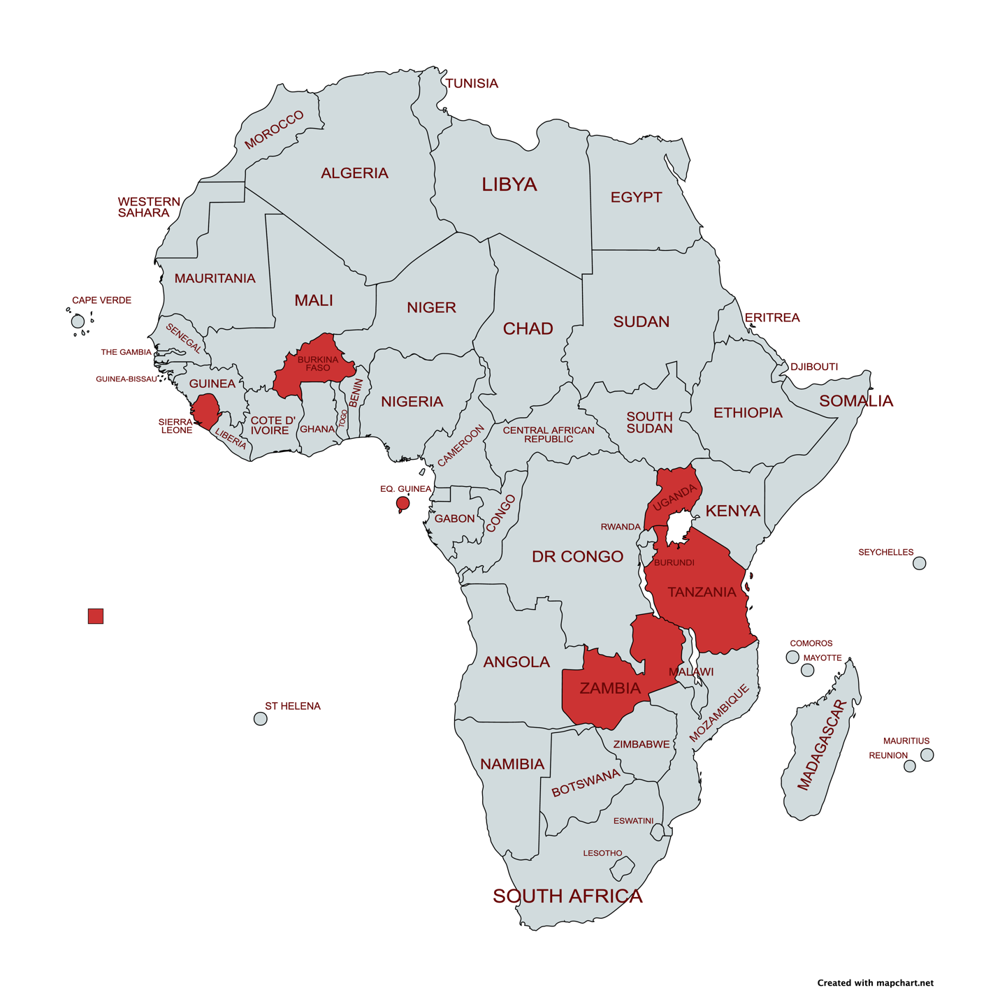 TUNISIA
MOROCCO
ALGERIA
LIBYA
EGYPT
WESTERN
SAHARA
MAURITANIA
MALI
NIGER
CHAD
SUDAN
ERITREA
CAPE VERDE
SENEGAL
THE GAMBIA
BURKINA
FASO
DJIBOUTI
GUINEA-BISSAU
GUINEA
BENIN
NIGERIA
SOMALIA
ETHIOPIA
SIERRA
LEONE
LIBERIA
COTE D'
IVOIRE
GHANA
TOGO
CAMEROON
CENTRAL AFRICAN
REPUBLIC
SOUTH
SUDAN
EQ. GUINEA
GABON
CONGO
UGANDA
KENYA
RWANDA
DR CONGO
BURUNDI
SEYCHELLES
TANZANIA
COMOROS
MAYOTTE
ANGOLA
MALAWI
ZAMBIA
ST HELENA
MOZAMBIQUE
MADAGASCAR
ZIMBABWE
MAURITIUS
REUNION
NAMIBIA
BOTSWANA
ESWATINI
LESOTHO
SOUTH AFRICA
Created with mapchart.net